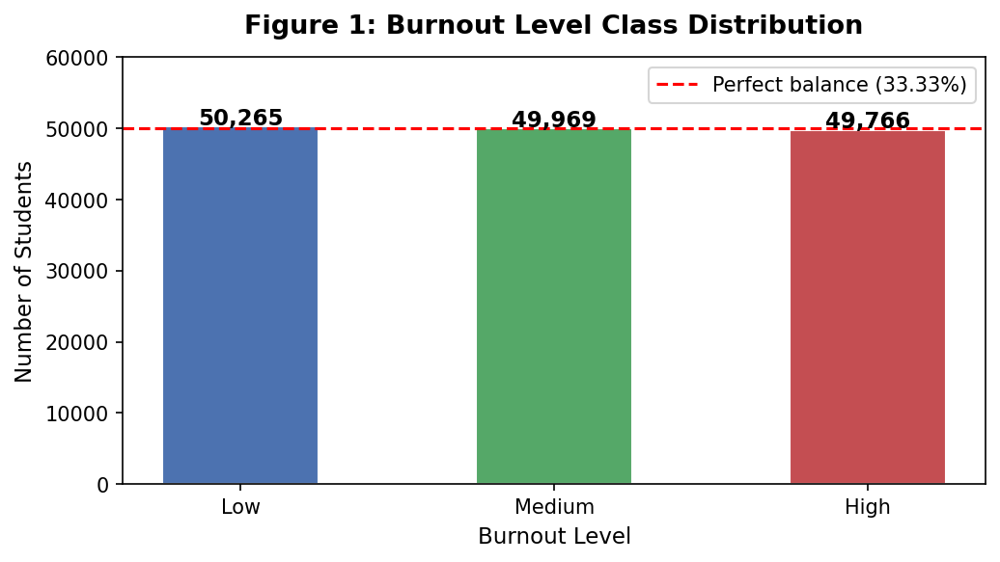 Figure 1: Burnout Level Class Distribution
Perfect balance (33.33%)
60000
50000
40000
30000
20000
10000
0
Number of Students
50,265
49,969
49,766
Low
Medium
High
Burnout Level